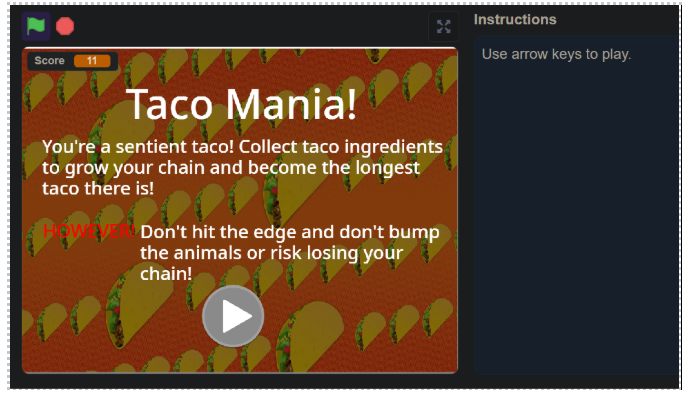 Instructions
Score 11
Use arrow keys to play.
Taco Mania!
You're a sentient taco! Collect taco ingredients
to grow your chain and become the longest
taco there is!
HOWEVER! Don't hit the edge and don't bump
the animals or risk losing your
chain!